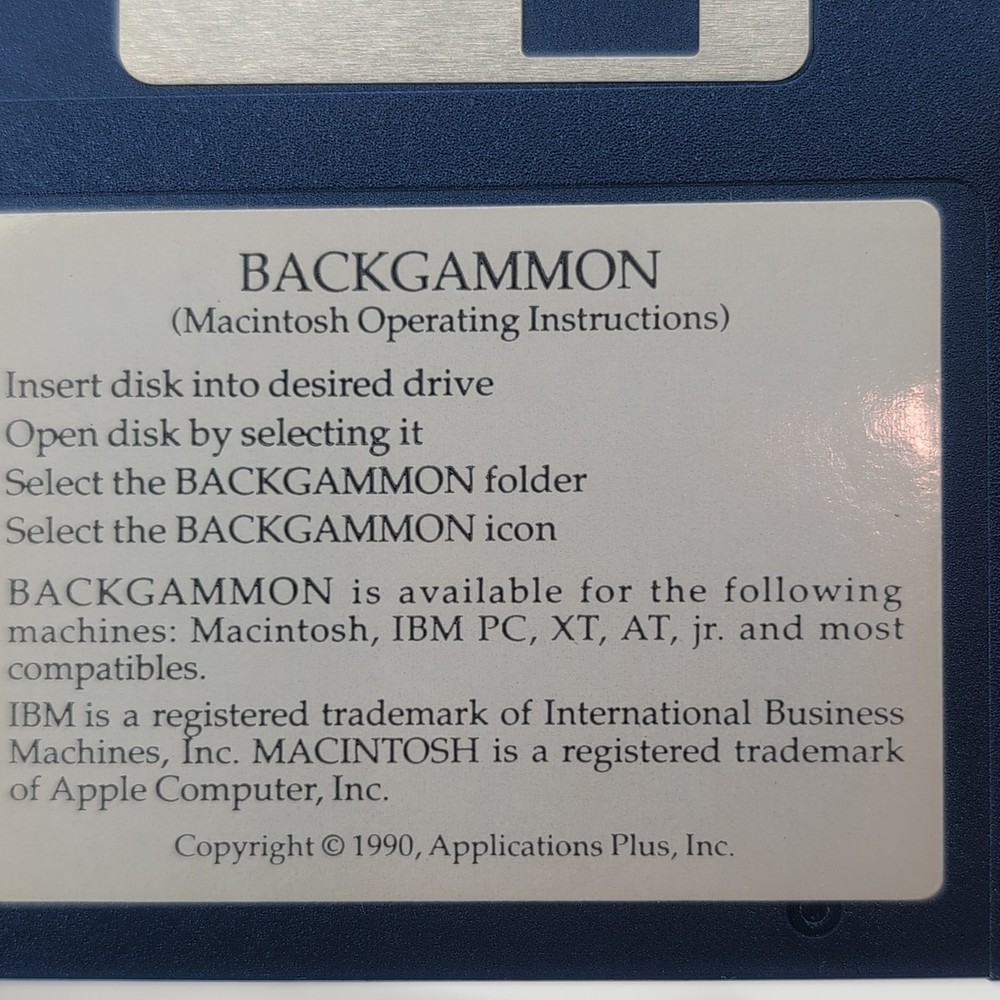 BACKGAMMON
(Macintosh Operating Instructions)
Insert disk into desired drive
Open disk by selecting it
Select the BACKGAMMON folder
Select the BACKGAMMON icon
BACKGAMMON is available for the following
machines: Macintosh, IBM PC, XT, AT, jr. and most
compatibles.
IBM is a registered trademark of International Business
Machines, Inc. MACINTOSH is a registered trademark
of Apple Computer, Inc.
Copyright © 1990, Applications Plus, Inc.